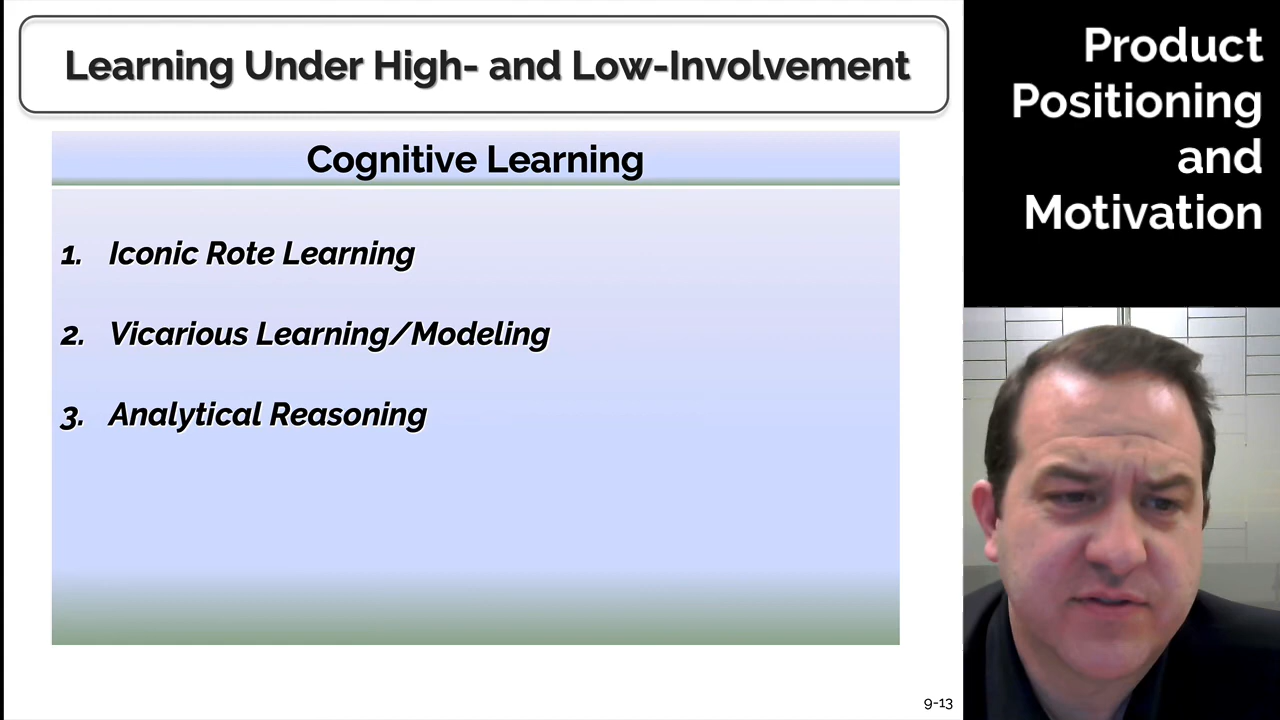 Learning Under High- and Low-Involvement
Cognitive Learning
1. Iconic Rote Learning
2. Vicarious Learning/Modeling
3. Analytical Reasoning
9-13
Product
Positioning
and
Motivation